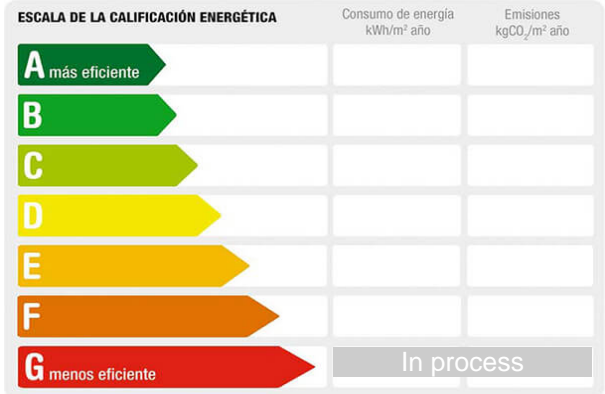 ESCALA DE LA CALIFICACIÓN ENERGÉTICA
Consumo de energía
kWh/m² año
Emisiones
kgCO₂/m² año
A más eficiente
B
C
D
E
F
G menos eficiente
In process